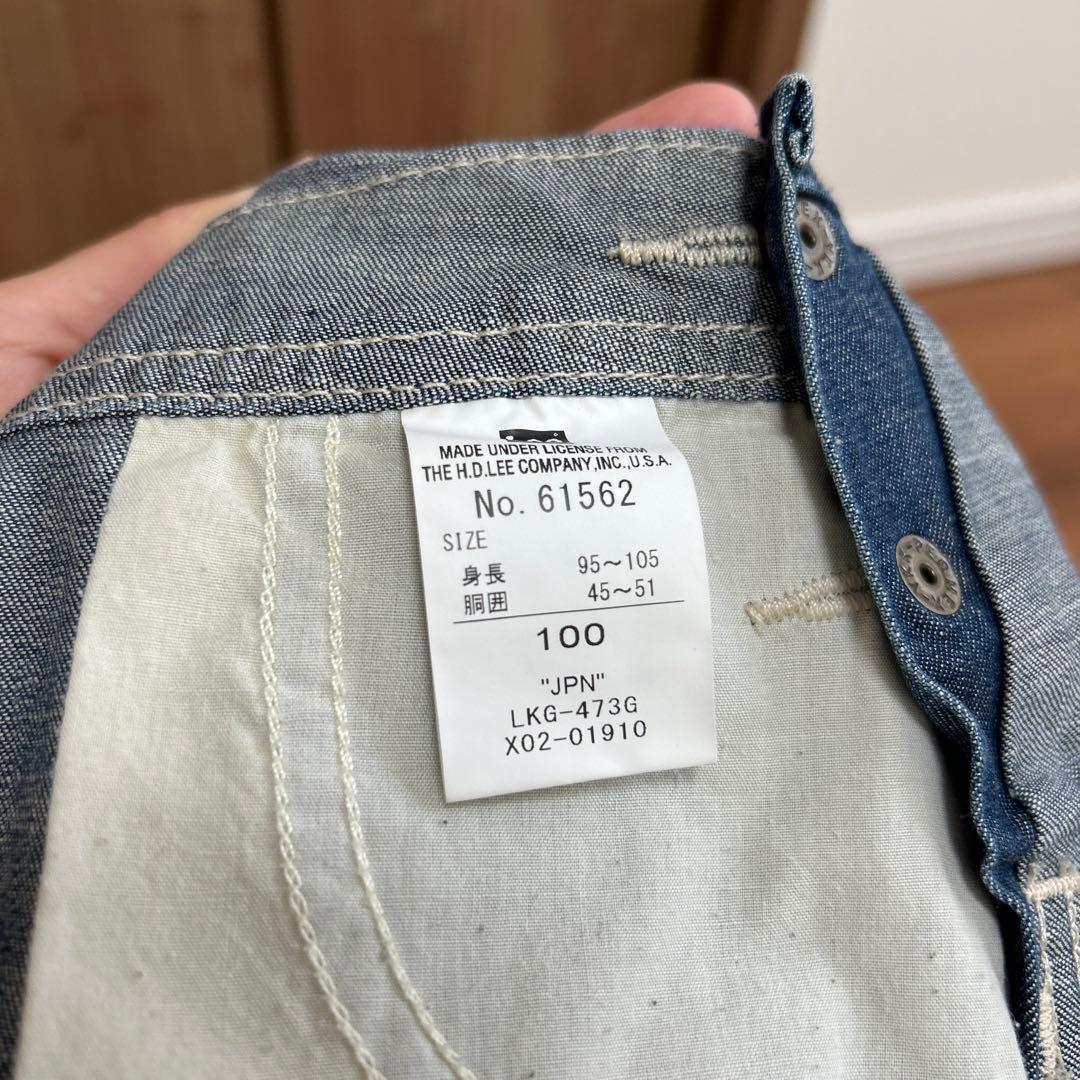 MADE UNDER LICENSE FROM
THE H.D.LEE COMPANY,INC.,U.S.A.
No. 61562
SIZE
身長 95〜105
胴囲 45〜51
100
"JPN"
LKG-473G
X02-01910